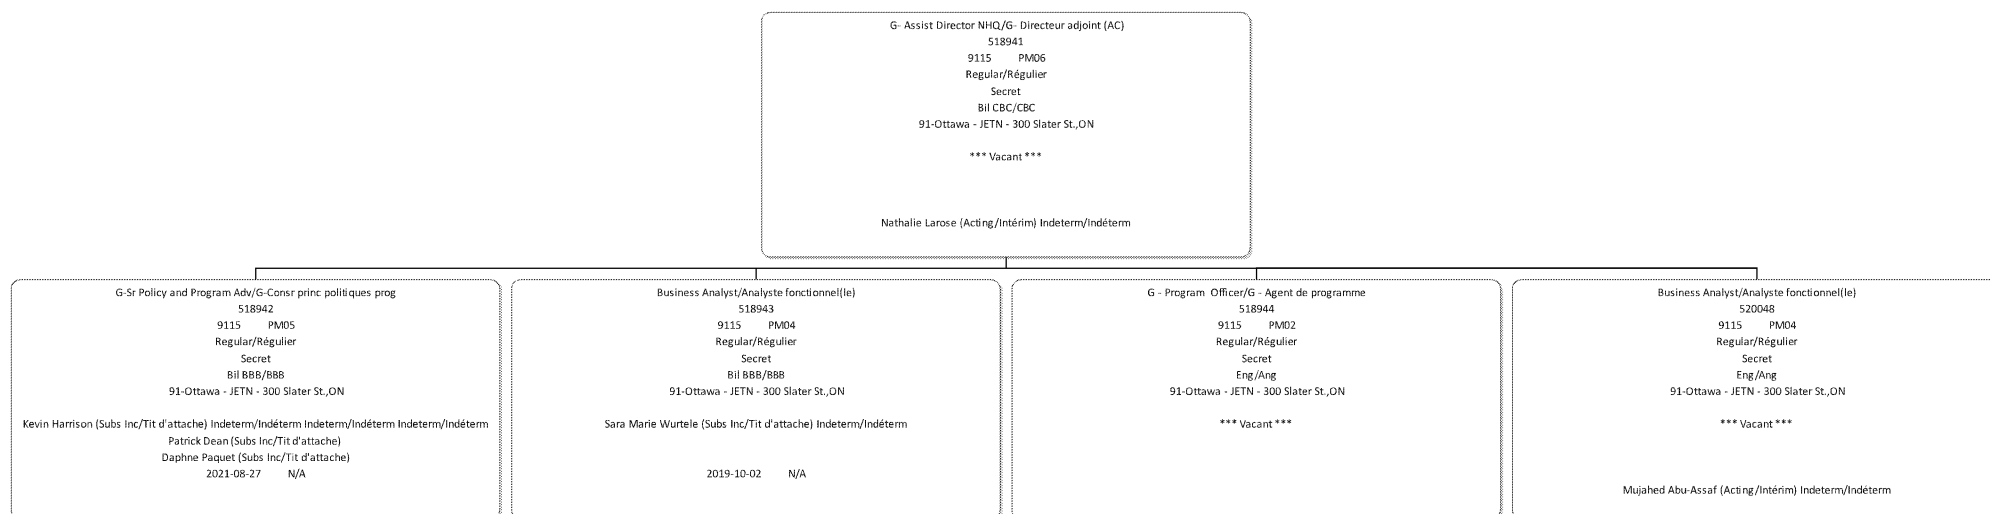 G- Assist Director NHQ/G- Directeur adjoint (AC)
518941
9115 PM06
Regular/Régulier
Secret
Bil CBC/CBC
91-Ottawa - JETN - 300 Slater St.,ON
*** Vacant ***
Nathalie Larose (Acting/Intérim) Indeterm/Indéterm
G-Sr Policy and Program Adv/G-Consr princ politiques prog
518942
9115 PM05
Regular/Régulier
Secret
Bil BBB/BBB
91-Ottawa - JETN - 300 Slater St.,ON
Kevin Harrison (Subs Inc/Tit d'attache) Indeterm/Indéterm Indeterm/Indéterm Indeterm/Indéterm
Patrick Dean (Subs Inc/Tit d'attache)
Daphne Paquet (Subs Inc/Tit d'attache)
2021-08-27 N/A
Business Analyst/Analyste fonctionnel(le)
518943
9115 PM04
Regular/Régulier
Secret
Bil BBB/BBB
91-Ottawa - JETN - 300 Slater St.,ON
Sara Marie Wurtele (Subs Inc/Tit d'attache) Indeterm/Indéterm
2019-10-02 N/A
G - Program Officer/G - Agent de programme
518944
9115 PM02
Regular/Régulier
Secret
Eng/Ang
91-Ottawa - JETN - 300 Slater St.,ON
*** Vacant ***
Business Analyst/Analyste fonctionnel(le)
520048
9115 PM04
Regular/Régulier
Secret
Eng/Ang
91-Ottawa - JETN - 300 Slater St.,ON
*** Vacant ***
Mujahed Abu-Assaf (Acting/Intérim) Indeterm/Indéterm